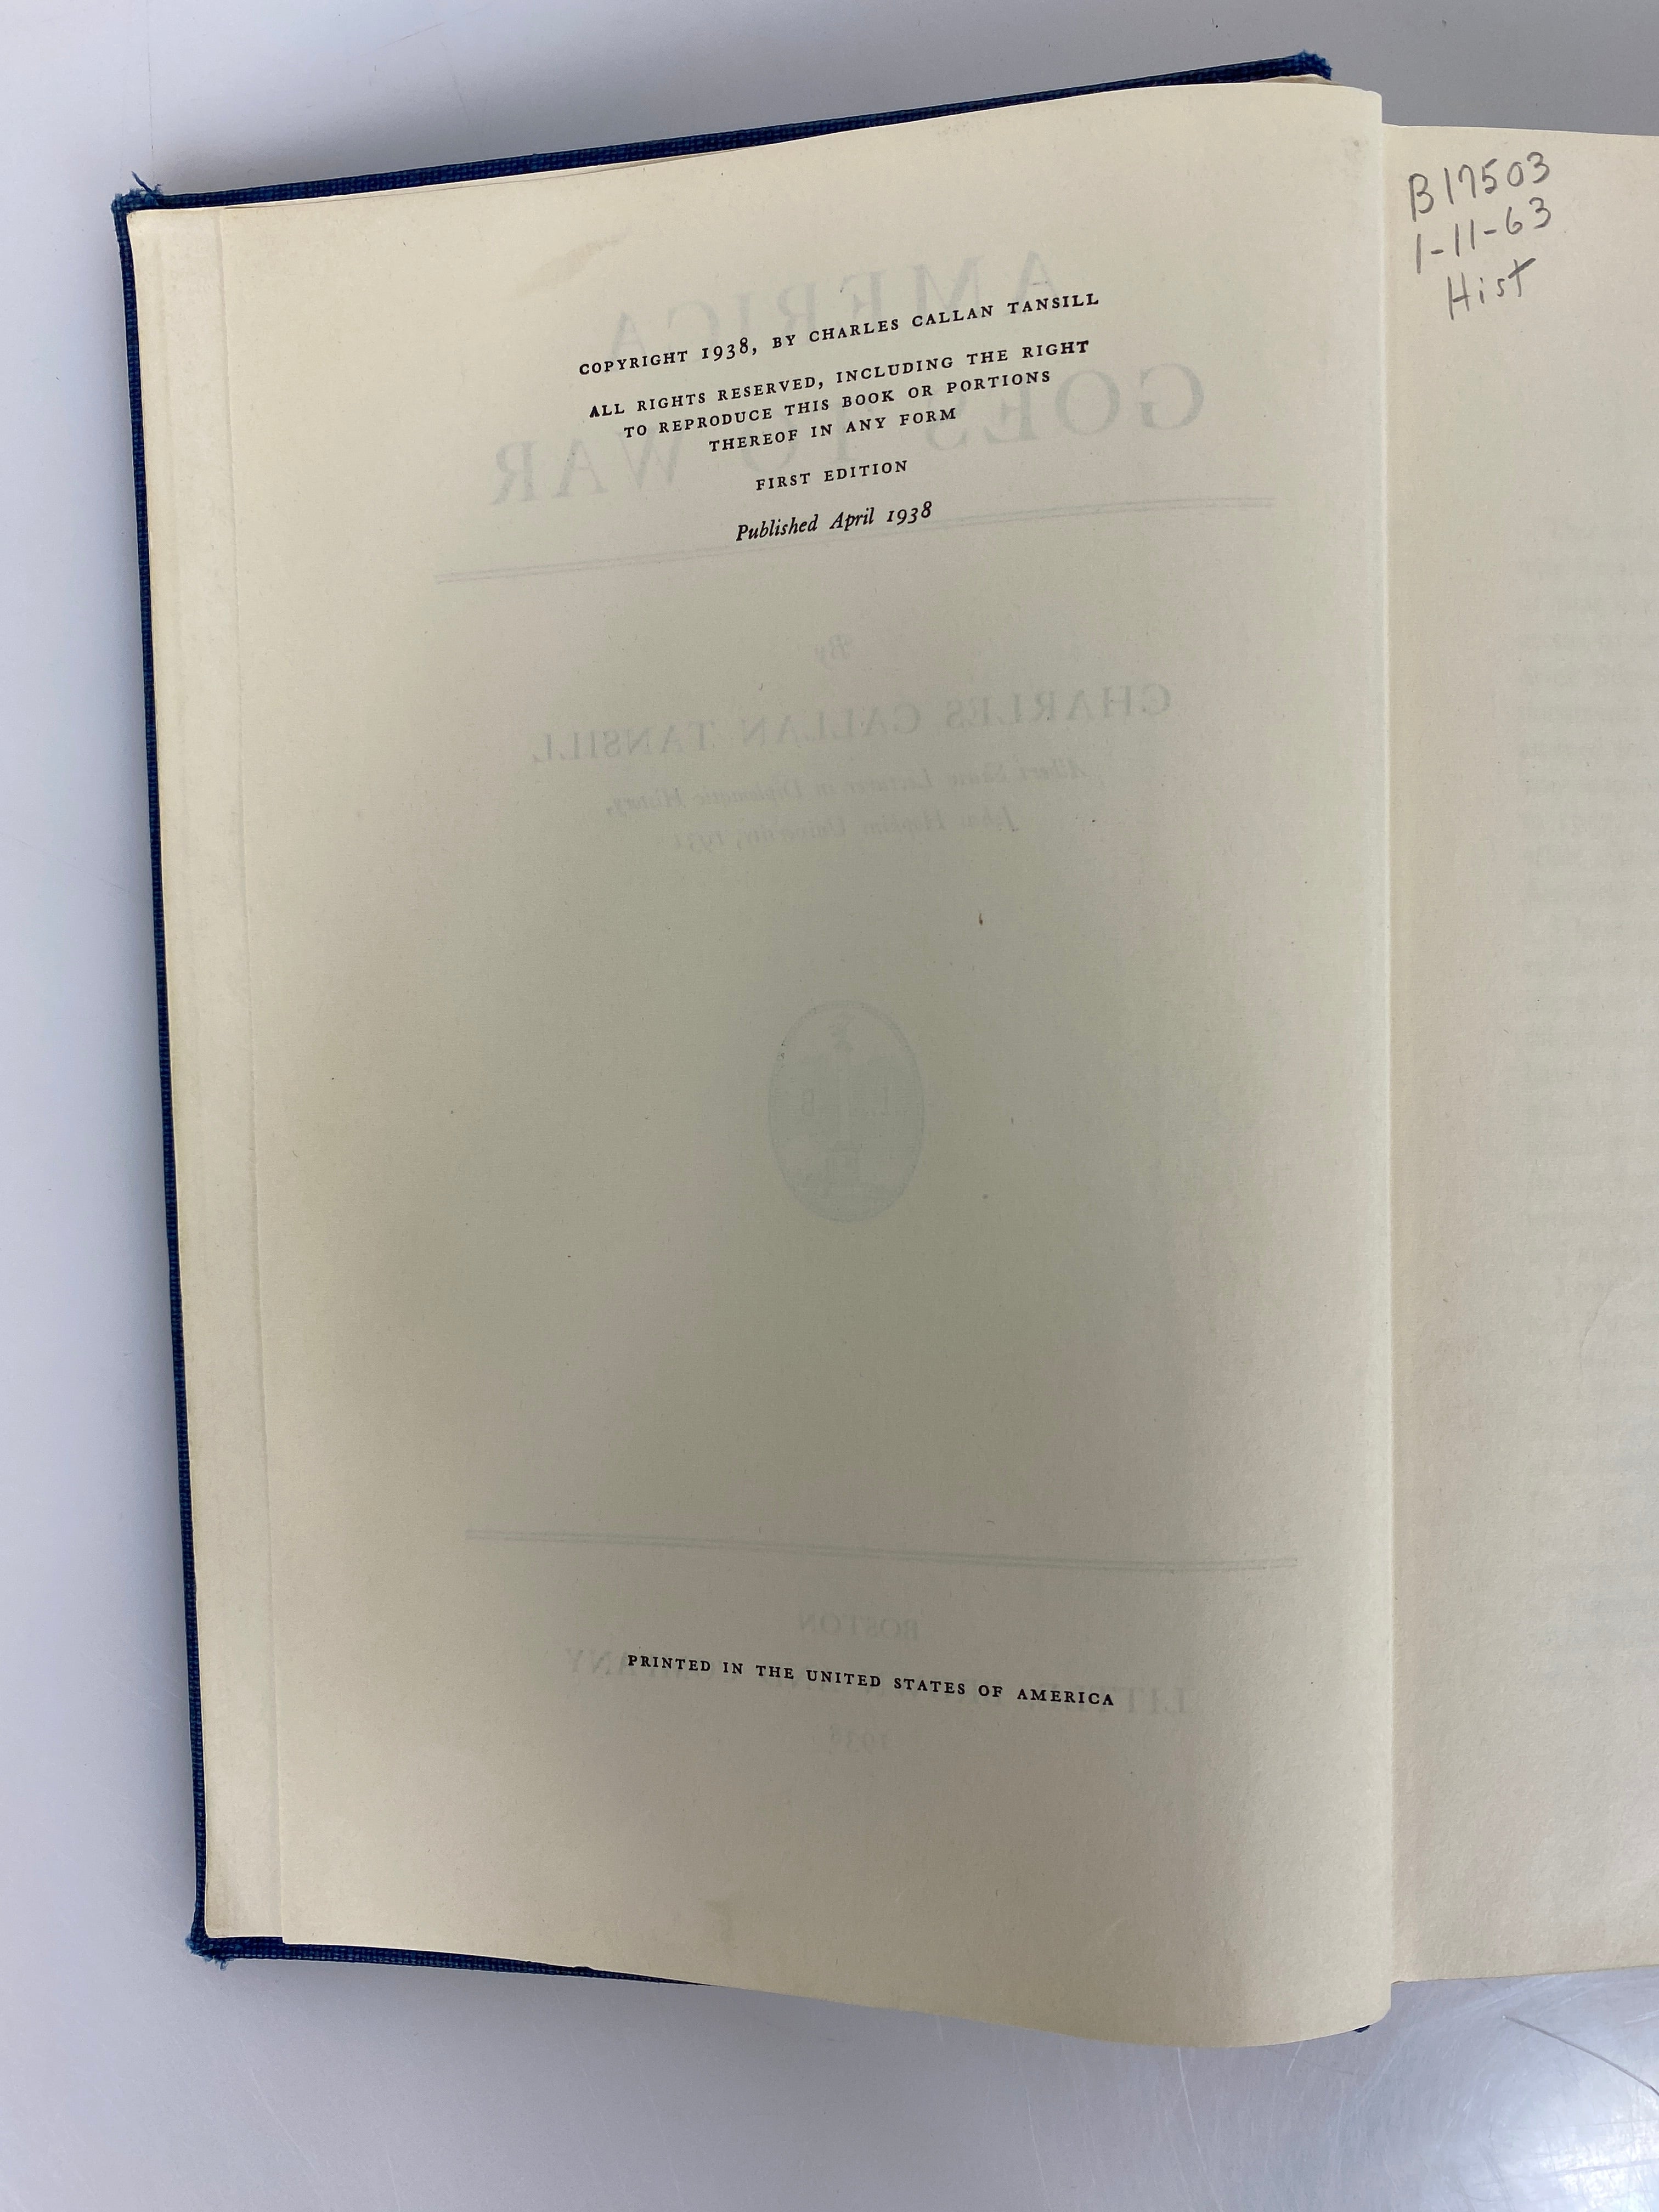 COPYRIGHT 1938, BY CHARLES CALLAN TANSILL
ALL RIGHTS RESERVED, INCLUDING THE RIGHT
TO REPRODUCE THIS BOOK OR PORTIONS
THEREOF IN ANY FORM
FIRST EDITION
Published April 1938
PRINTED IN THE UNITED STATES OF AMERICA
B17503
1-11-63
Hist